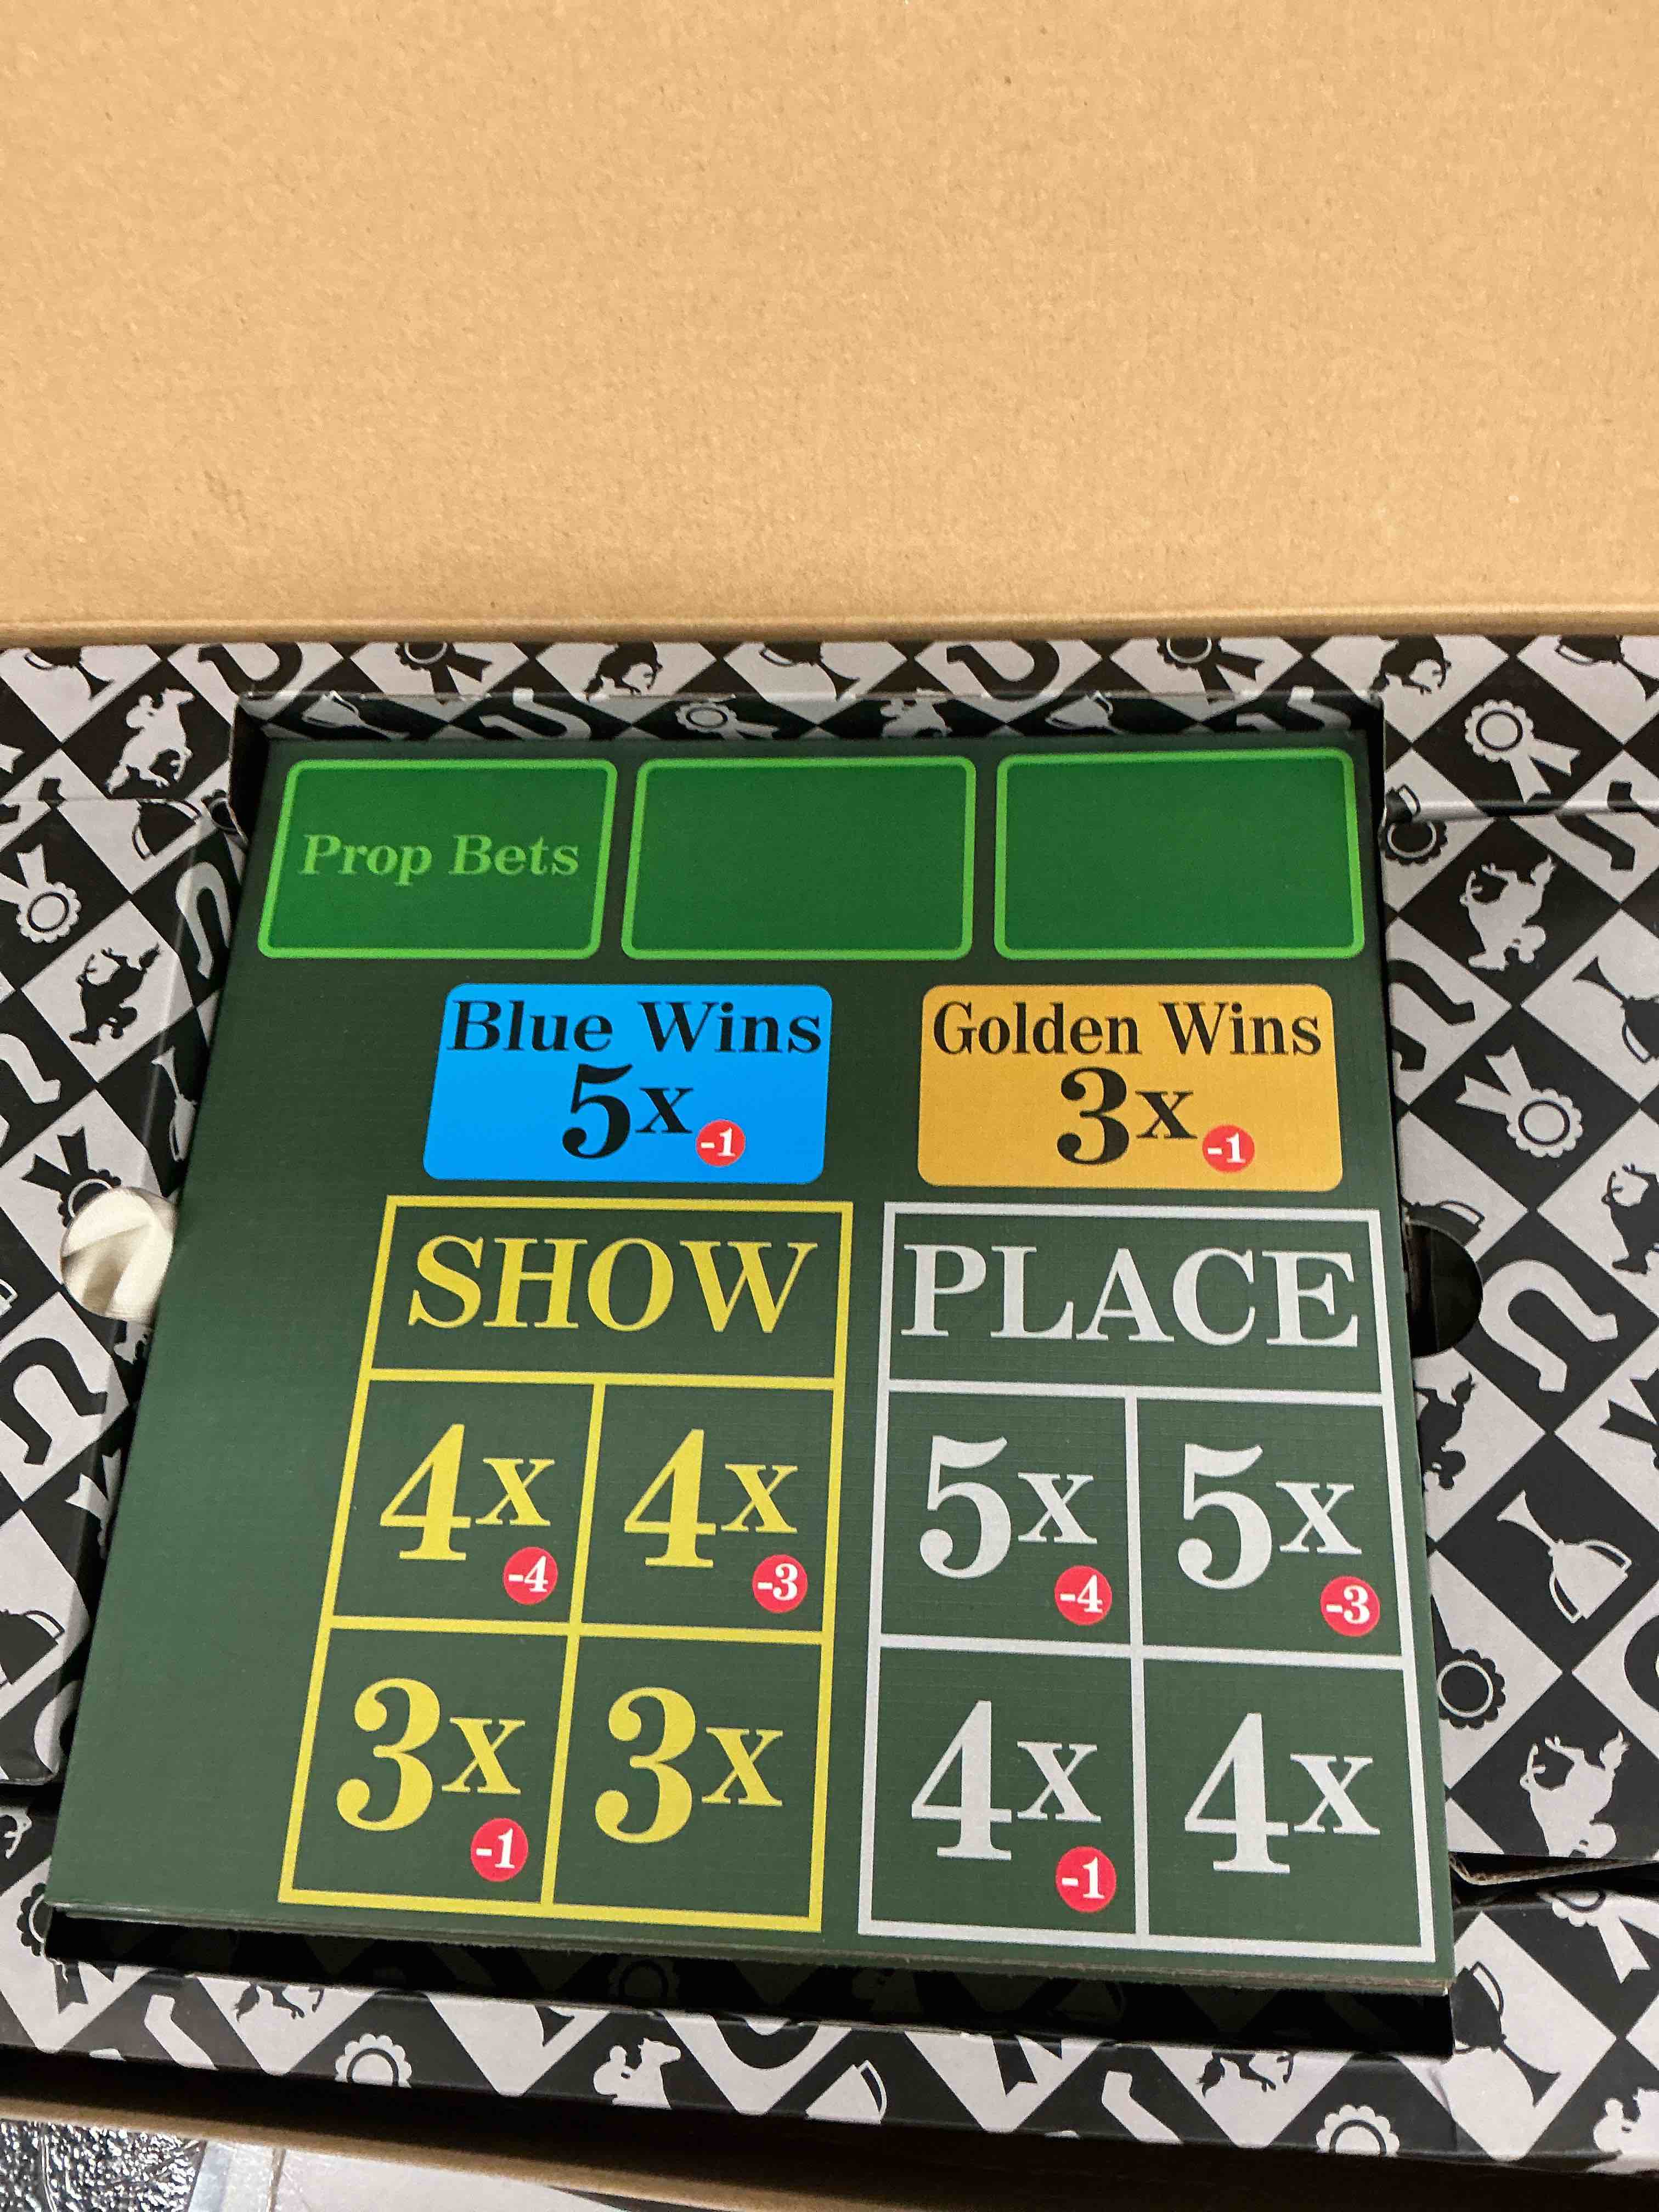 Prop Bets
Blue Wins
5x -1
Golden Wins
3x -1
SHOW
4x -4 4x -3
3x -1 3x
PLACE
5x -4 5x -3
4x -1 4x